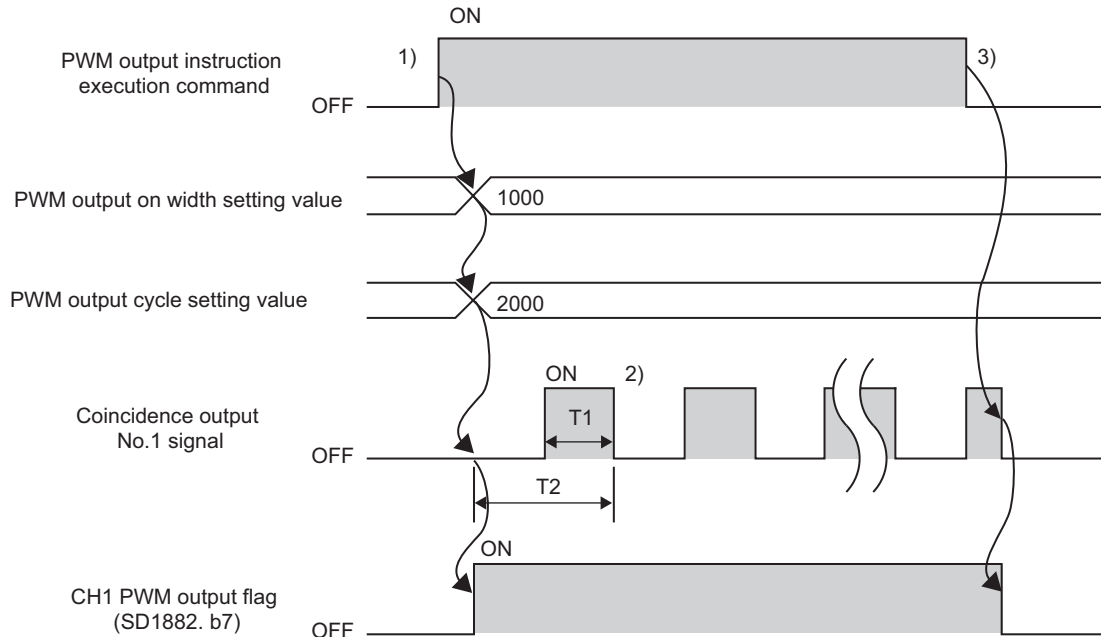 ON
PWM output instruction
execution command
1)
3)
OFF
PWM output on width setting value
1000
PWM output cycle setting value
2000
ON
2)
Coincidence output
No.1 signal
T1
OFF
T2
ON
CH1 PWM output flag
(SD1882. b7)
OFF